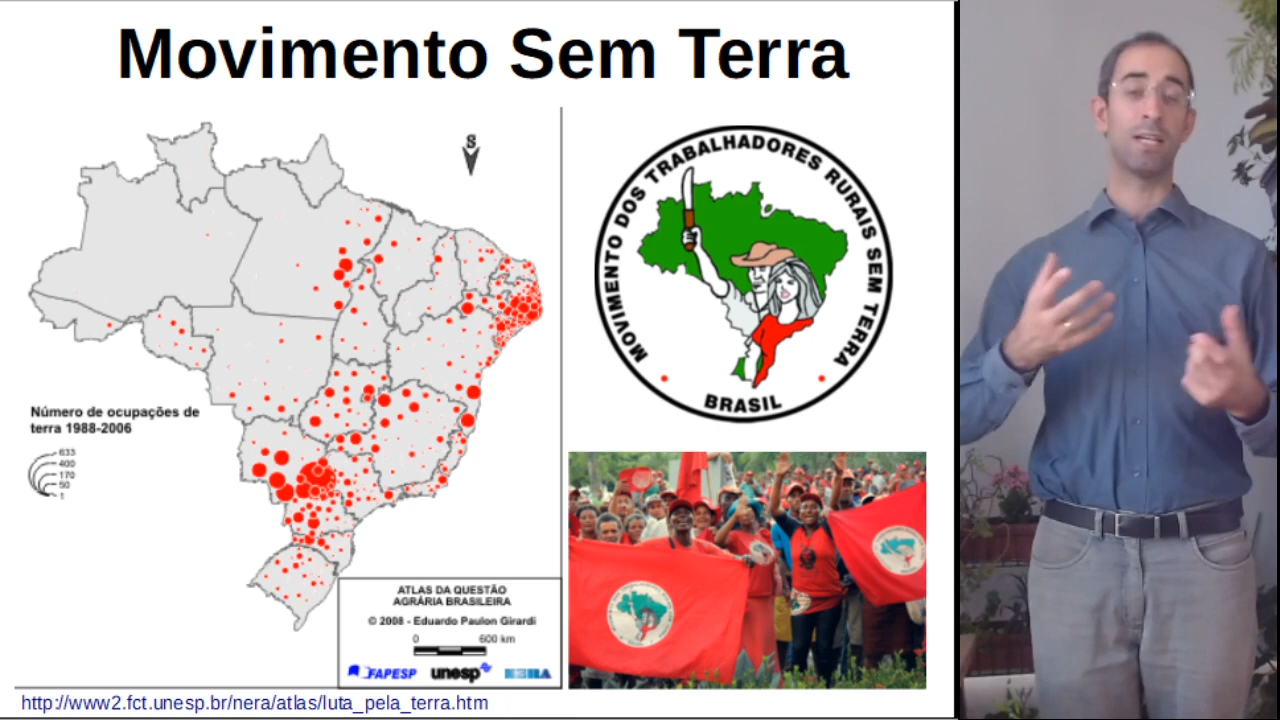 Movimento Sem Terra
S
Número de ocupações de
terra 1988-2006
633
400
170
50
1
ATLAS DA QUESTÃO
AGRÁRIA BRASILEIRA
© 2008 - Eduardo Paulon Girardi
0 600 km
FAPESP unesp NERA
http://www2.fct.unesp.br/nera/atlas/luta_pela_terra.htm
MOVIMENTO DOS TRABALHADORES RURAIS SEM TERRA
BRASIL